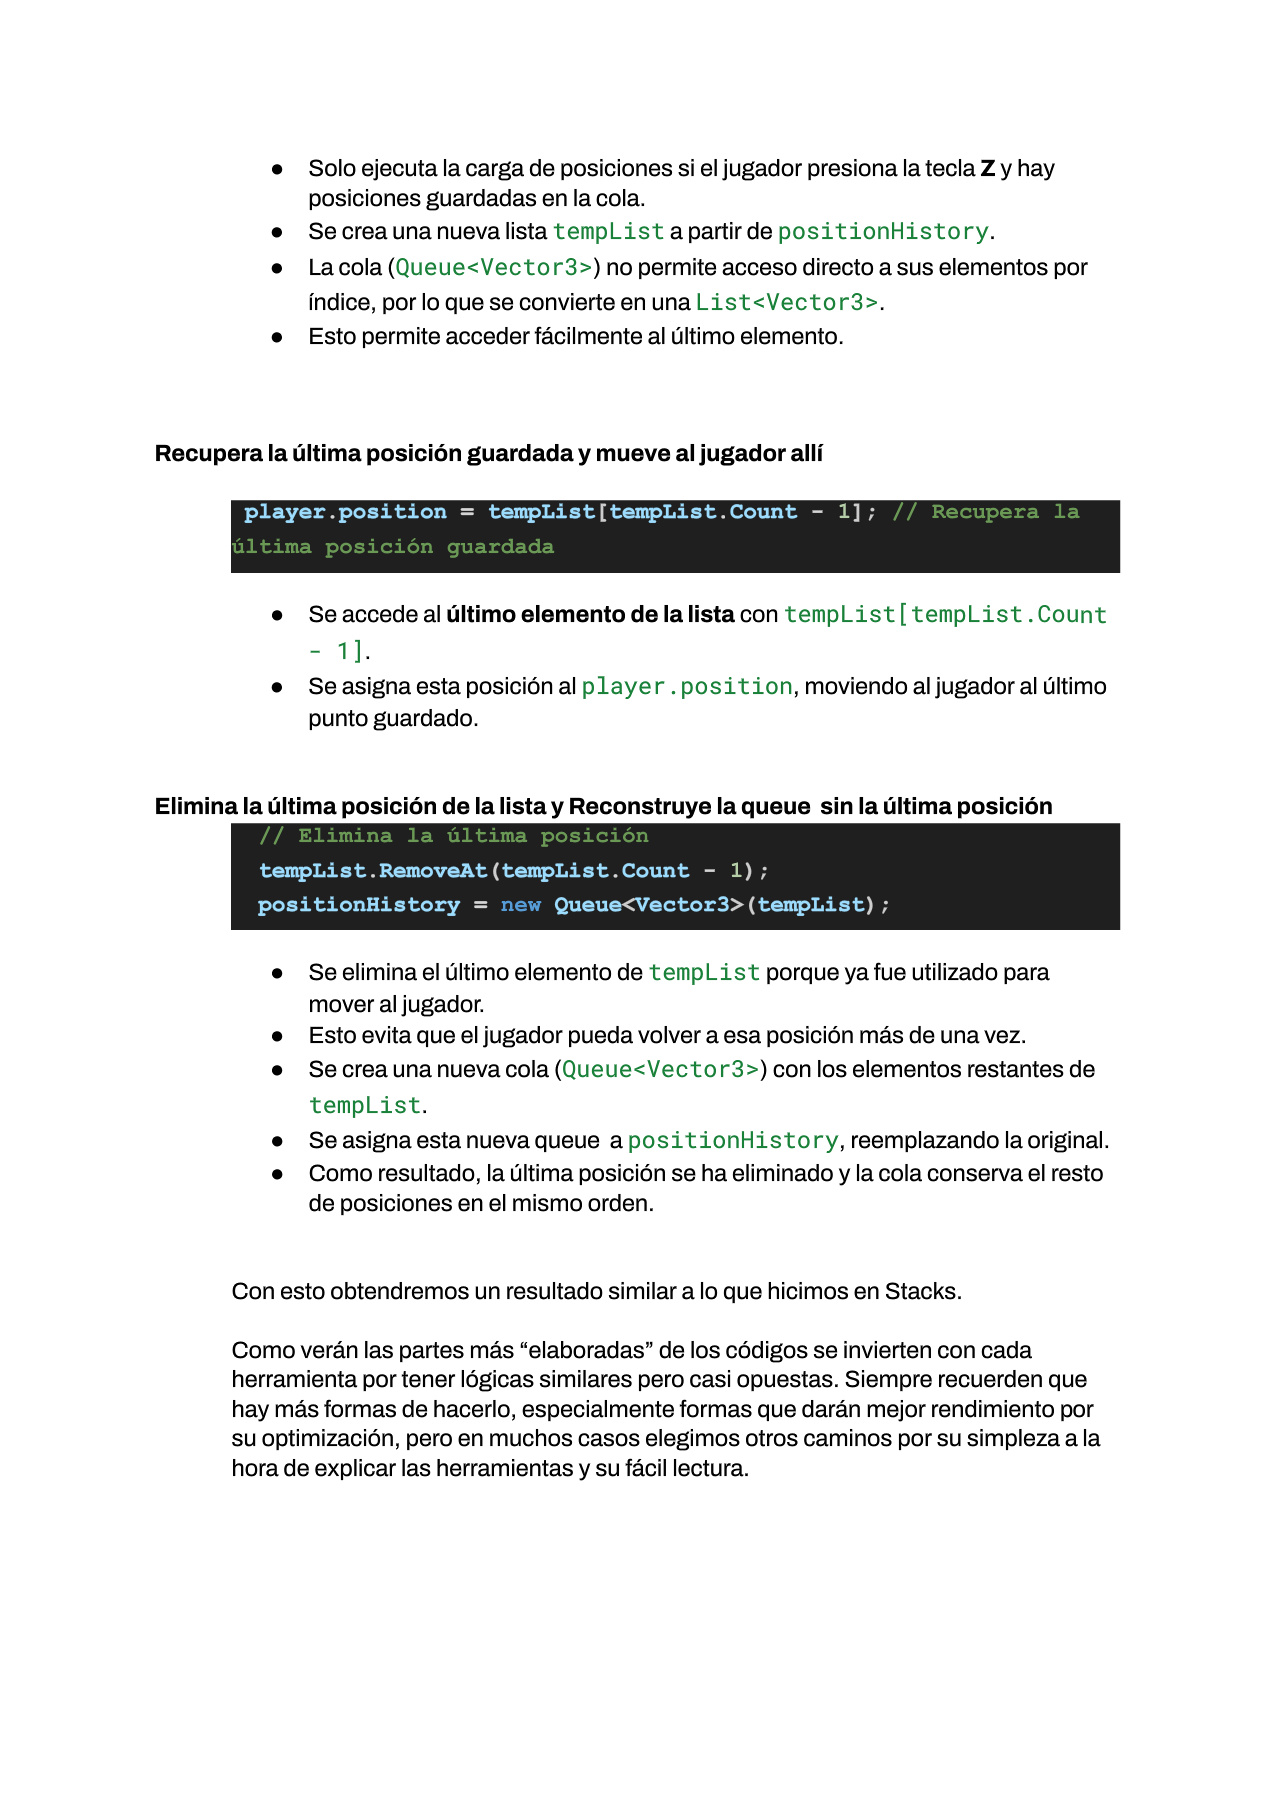 ● Solo ejecuta la carga de posiciones si el jugador presiona la tecla Z y hay
posiciones guardadas en la cola.
● Se crea una nueva lista tempList a partir de positionHistory.
● La cola (Queue<Vector3>) no permite acceso directo a sus elementos por
índice, por lo que se convierte en una List<Vector3>.
● Esto permite acceder fácilmente al último elemento.
Recupera la última posición guardada y mueve al jugador allí
player.position = tempList[tempList.Count - 1]; // Recupera la
última posición guardada
● Se accede al último elemento de la lista con tempList[tempList.Count
- 1].
● Se asigna esta posición al player.position, moviendo al jugador al último
punto guardado.
Elimina la última posición de la lista y Reconstruye la queue  sin la última posición
// Elimina la última posición
tempList.RemoveAt(tempList.Count - 1);
positionHistory = new Queue<Vector3>(tempList);
● Se elimina el último elemento de tempList porque ya fue utilizado para
mover al jugador.
● Esto evita que el jugador pueda volver a esa posición más de una vez.
● Se crea una nueva cola (Queue<Vector3>) con los elementos restantes de
tempList.
● Se asigna esta nueva queue  a positionHistory, reemplazando la original.
● Como resultado, la última posición se ha eliminado y la cola conserva el resto
de posiciones en el mismo orden.
Con esto obtendremos un resultado similar a lo que hicimos en Stacks.
Como verán las partes más “elaboradas” de los códigos se invierten con cada
herramienta por tener lógicas similares pero casi opuestas. Siempre recuerden que
hay más formas de hacerlo, especialmente formas que darán mejor rendimiento por
su optimización, pero en muchos casos elegimos otros caminos por su simpleza a la
hora de explicar las herramientas y su fácil lectura.